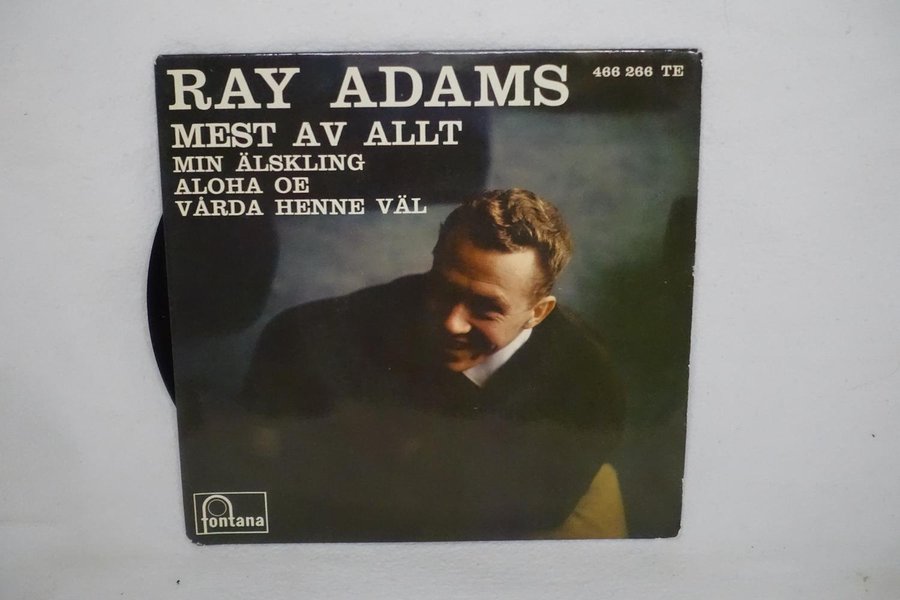 RAY ADAMS
466 266 TE
MEST AV ALLT
MIN ÄLSKLING
ALOHA OE
VÅRDA HENNE VÄL
fontana